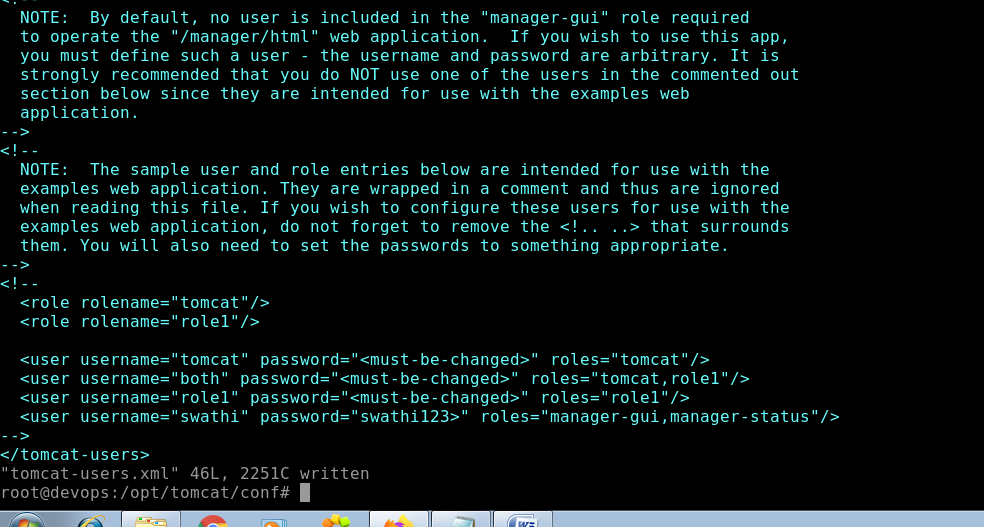 <!--
  NOTE:  By default, no user is included in the "manager-gui" role required
  to operate the "/manager/html" web application.  If you wish to use this app,
  you must define such a user - the username and password are arbitrary. It is
  strongly recommended that you do NOT use one of the users in the commented out
  section below since they are intended for use with the examples web
  application.
-->
<!--
  NOTE:  The sample user and role entries below are intended for use with the
  examples web application. They are wrapped in a comment and thus are ignored
  when reading this file. If you wish to configure these users for use with the
  examples web application, do not forget to remove the <!.. ..> that surrounds
  them. You will also need to set the passwords to something appropriate.
-->
<!--
  <role rolename="tomcat"/>
  <role rolename="role1"/>

  <user username="tomcat" password="<must-be-changed>" roles="tomcat"/>
  <user username="both" password="<must-be-changed>" roles="tomcat,role1"/>
  <user username="role1" password="<must-be-changed>" roles="role1"/>
  <user username="swathi" password="swathi123>" roles="manager-gui,manager-status"/>
-->
</tomcat-users>
"tomcat-users.xml" 46L, 2251C written
root@devops:/opt/tomcat/conf#